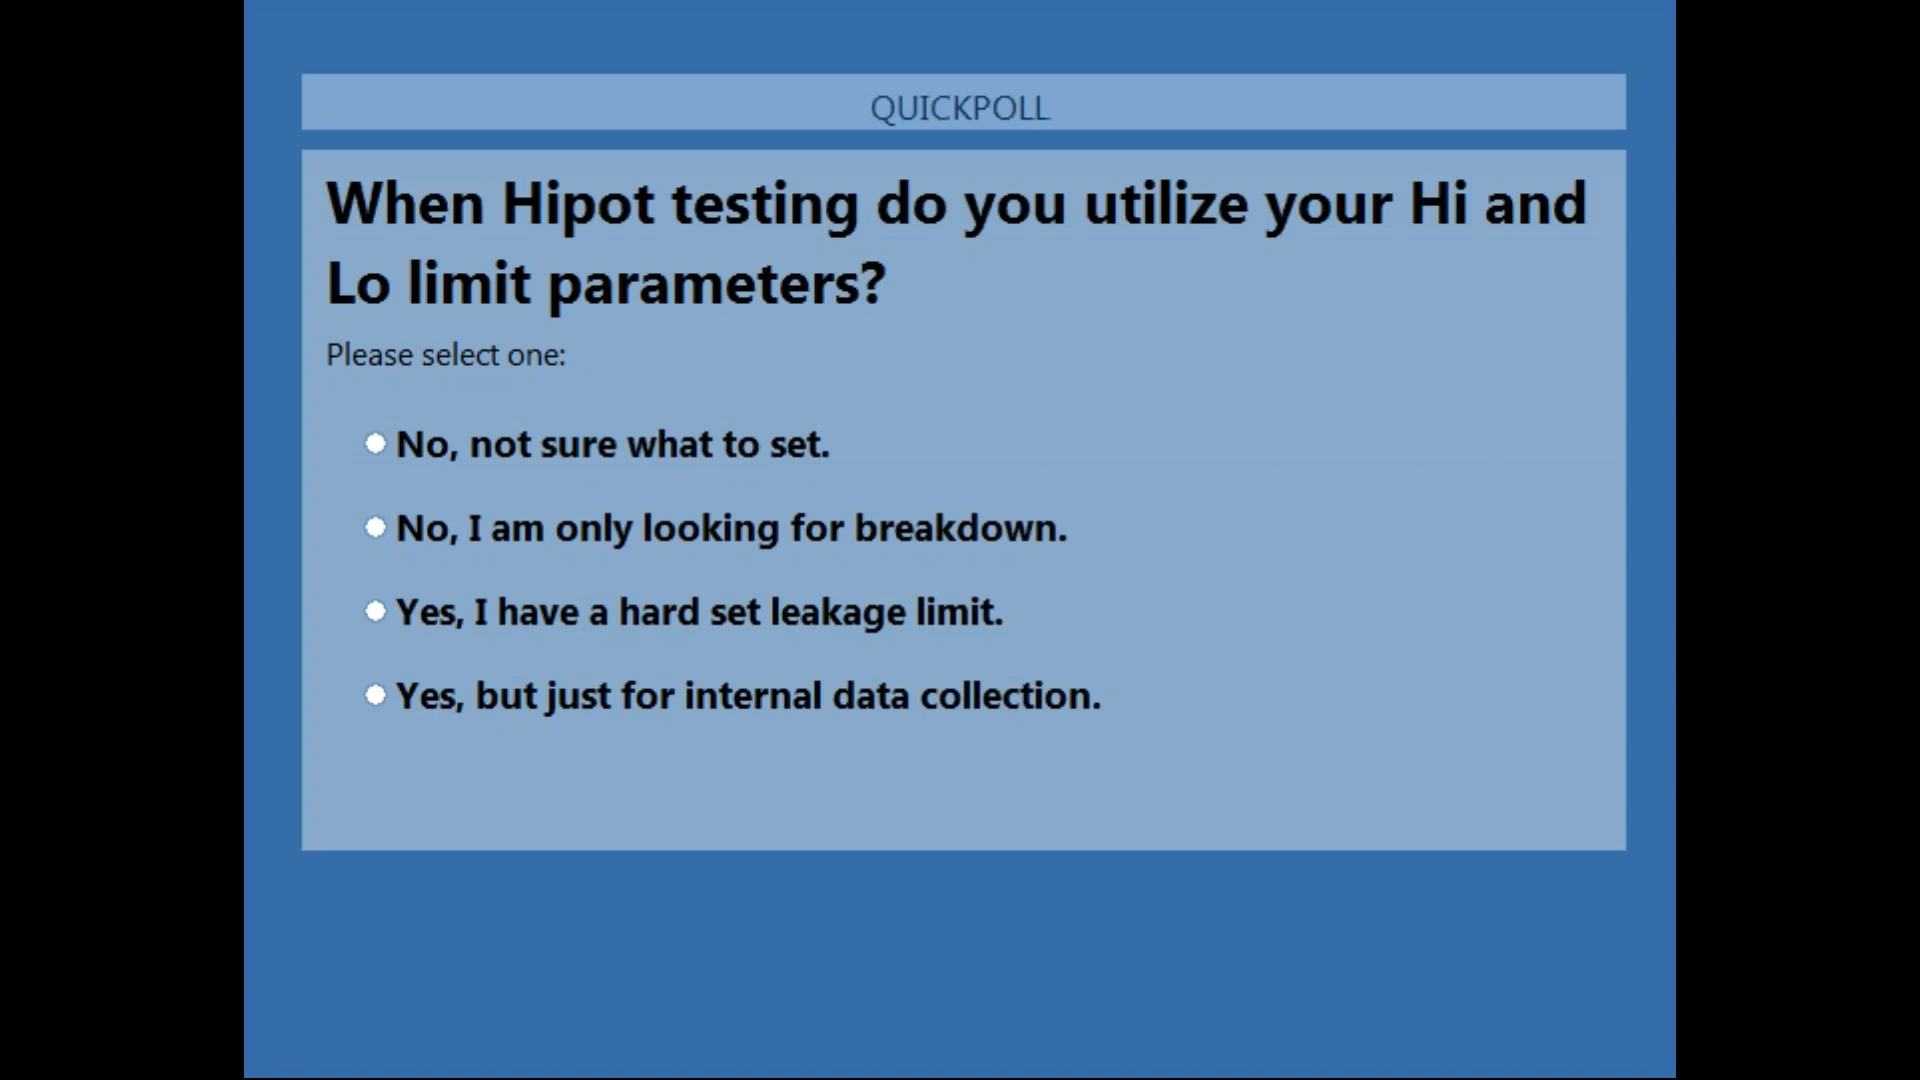 QUICKPOLL
When Hipot testing do you utilize your Hi and
Lo limit parameters?
Please select one:
No, not sure what to set.
No, I am only looking for breakdown.
Yes, I have a hard set leakage limit.
Yes, but just for internal data collection.